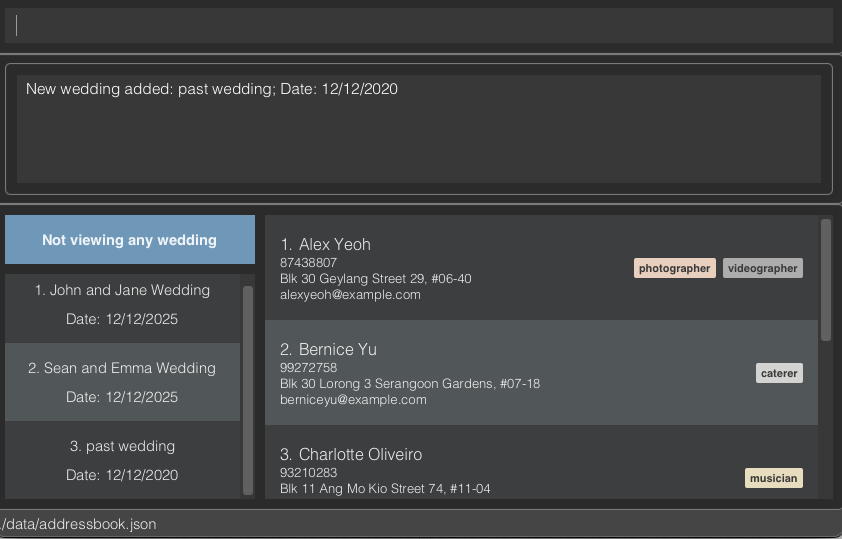 New wedding added: past wedding; Date: 12/12/2020
Not viewing any wedding
1. John and Jane Wedding
Date: 12/12/2025
2. Sean and Emma Wedding
Date: 12/12/2025
3. past wedding
Date: 12/12/2020
1. Alex Yeoh
87438807
Blk 30 Geylang Street 29, #06-40
alexyeoh@example.com
photographer videographer
2. Bernice Yu
99272758
Blk 30 Lorong 3 Serangoon Gardens, #07-18
berniceyu@example.com
caterer
3. Charlotte Oliveiro
93210283
Blk 11 Ang Mo Kio Street 74, #11-04
musician
./data/addressbook.json